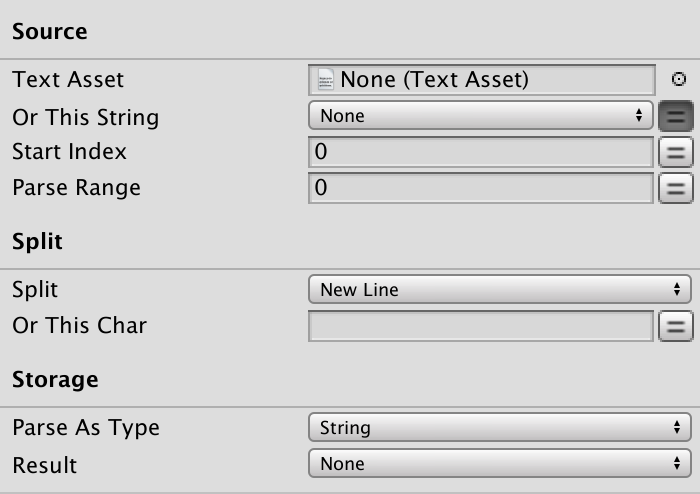 Source
Text Asset None (Text Asset)
Or This String None
Start Index 0
Parse Range 0
Split
Split New Line
Or This Char
Storage
Parse As Type String
Result None